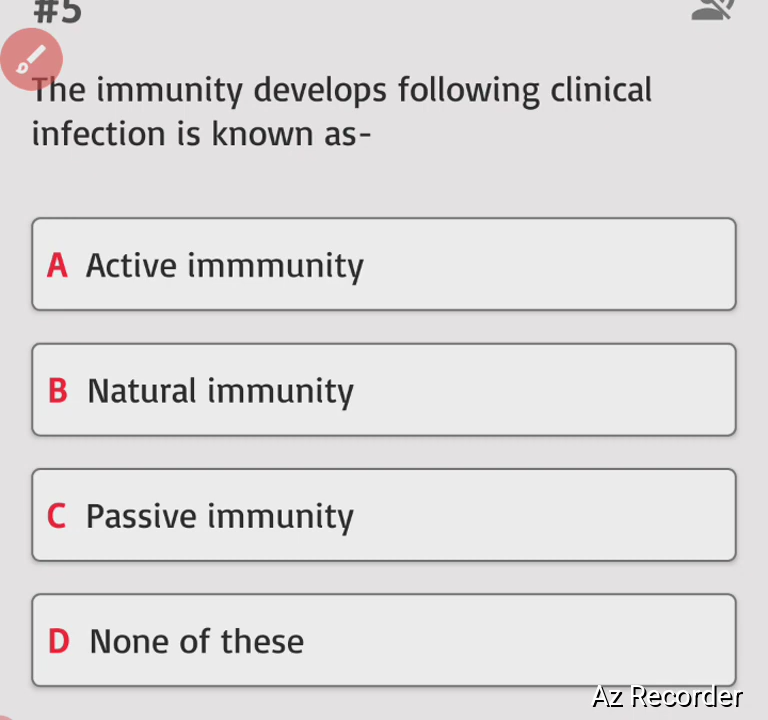 #5
The immunity develops following clinical
infection is known as-
A Active immmunity
B Natural immunity
C Passive immunity
D None of these
Az Recorder